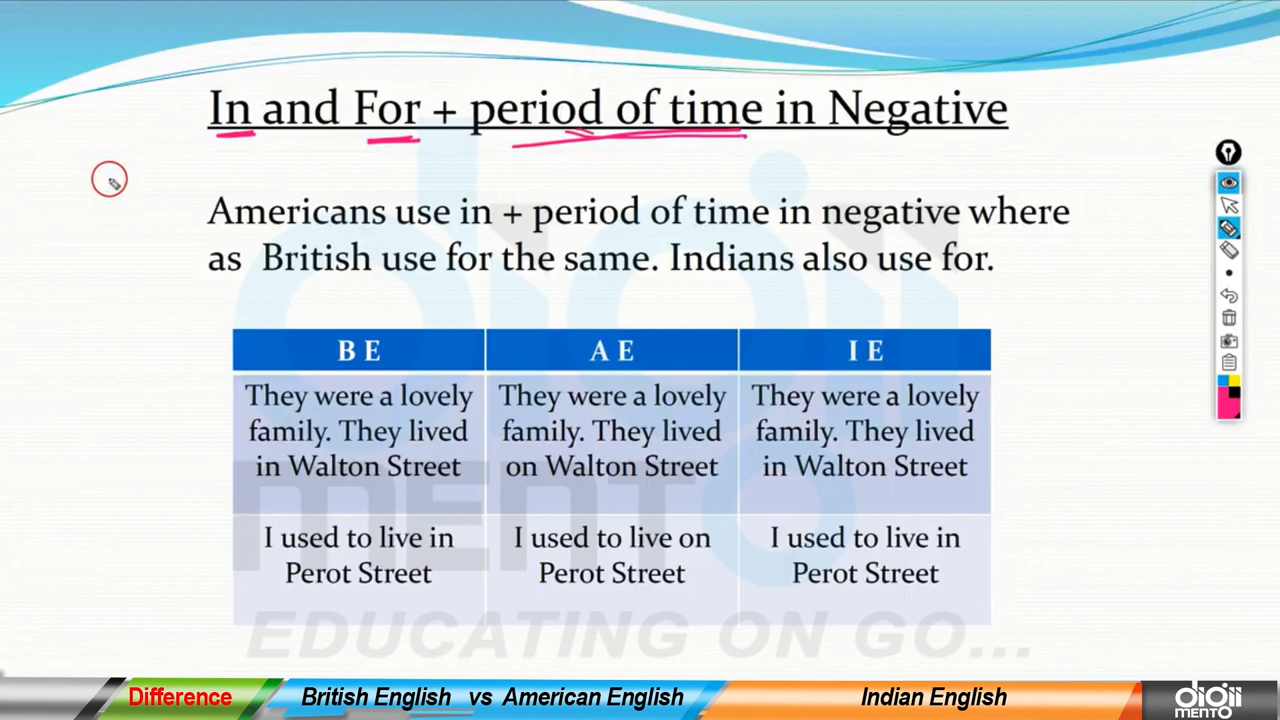 In and For + period of time in Negative
Americans use in + period of time in negative where
as British use for the same. Indians also use for.
B E
A E
I E
They were a lovely
family. They lived
in Walton Street
They were a lovely
family. They lived
on Walton Street
They were a lovely
family. They lived
in Walton Street
I used to live in
Perot Street
I used to live on
Perot Street
I used to live in
Perot Street
diGii
MENTO
EDUCATING ON GO...
Difference
British English vs American English
Indian English
diGii
MENTO